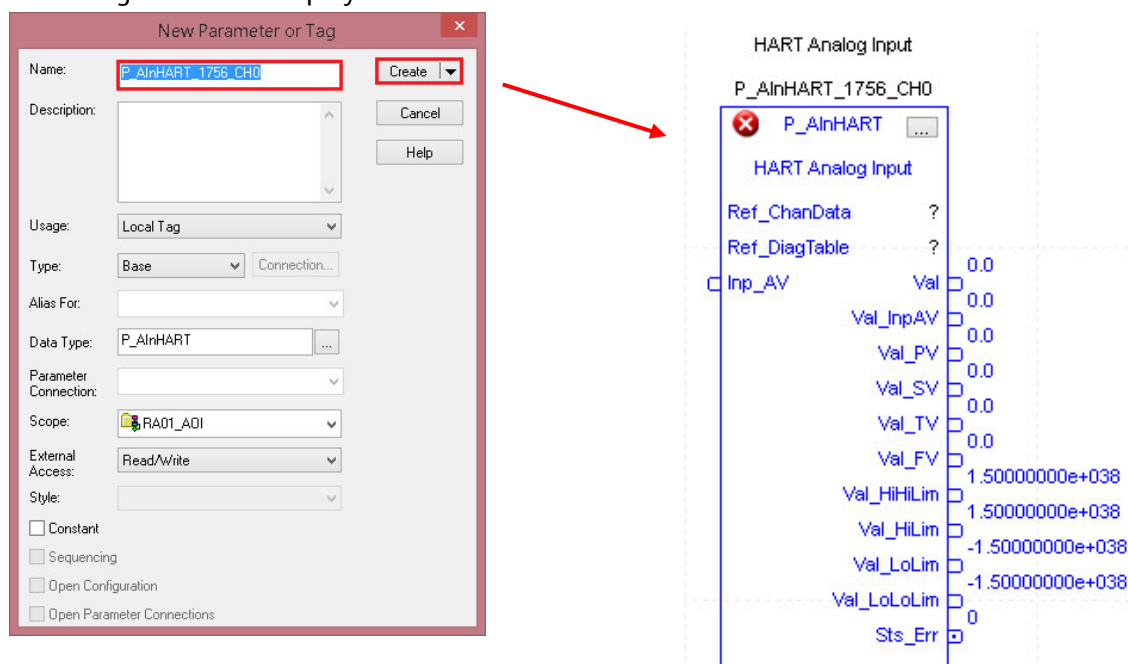 New Parameter or Tag
Name: P_AInHART_1756_CH0 Create
Description: Cancel
Help
Usage: Local Tag
Type: Base Connection...
Alias For:
Data Type: P_AInHART ...
Parameter
Connection:
Scope: RA01_AOI
External
Access: Read/Write
Style:
Constant
Sequencing
Open Configuration
Open Parameter Connections
HART Analog Input
P_AInHART_1756_CH0
P_AInHART ...
HART Analog Input
Ref_ChanData ?
Ref_DiagTable ?
0.0
Inp_AV Val
0.0
Val_InpAV
0.0
Val_PV
0.0
Val_SV
0.0
Val_TV
0.0
Val_FV
1.50000000e+038
Val_HiHiLim
1.50000000e+038
Val_HiLim
-1.50000000e+038
Val_LoLim
-1.50000000e+038
Val_LoLoLim
0
Sts_Err